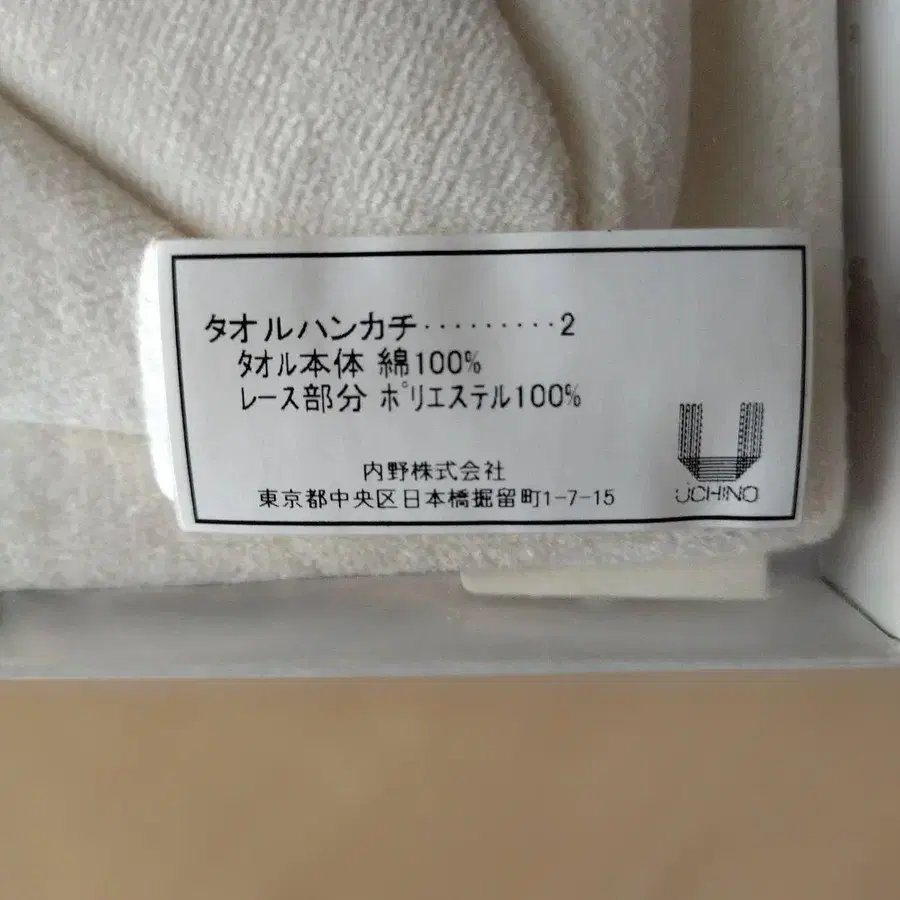 タオルハンカチ‥‥‥‥‥2
タオル本体 綿100%
レース部分 ポリエステル100%
内野株式会社
東京都中央区日本橋掘留町1-7-15
UCHINO